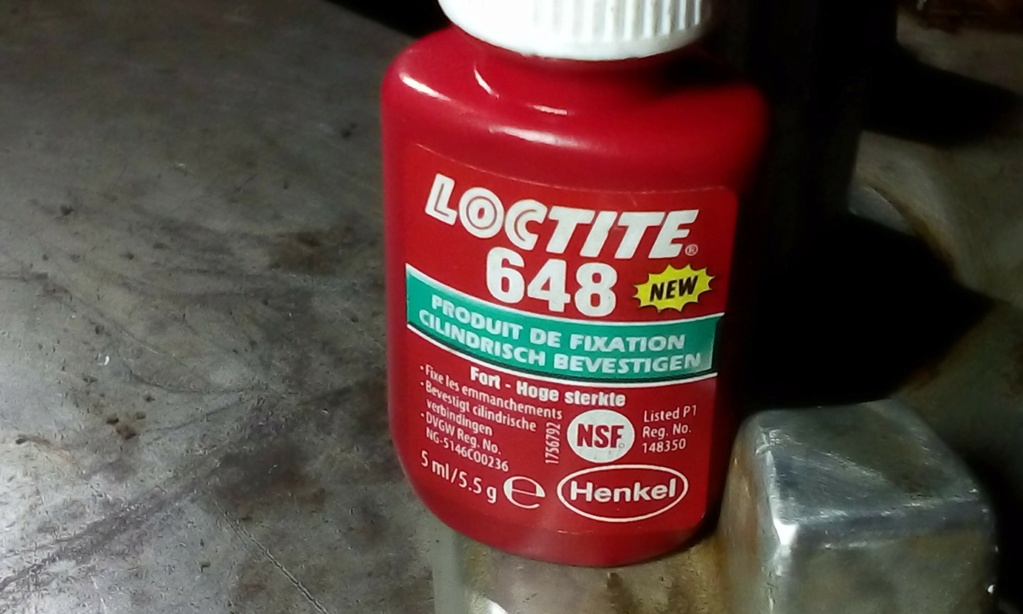 LOCTITE®
648
NEW
PRODUIT DE FIXATION
CILINDRISCH BEVESTIGEN
Fort - Hoge sterkte
- Fixe les emmanchements
- Bevestigt cilindrische
verbindingen
- DVGW Reg. No.
NG-5146CO0236
5 ml/5.5 g ℮
1756792
NSF
Listed P1
Reg. No.
148350
Henkel